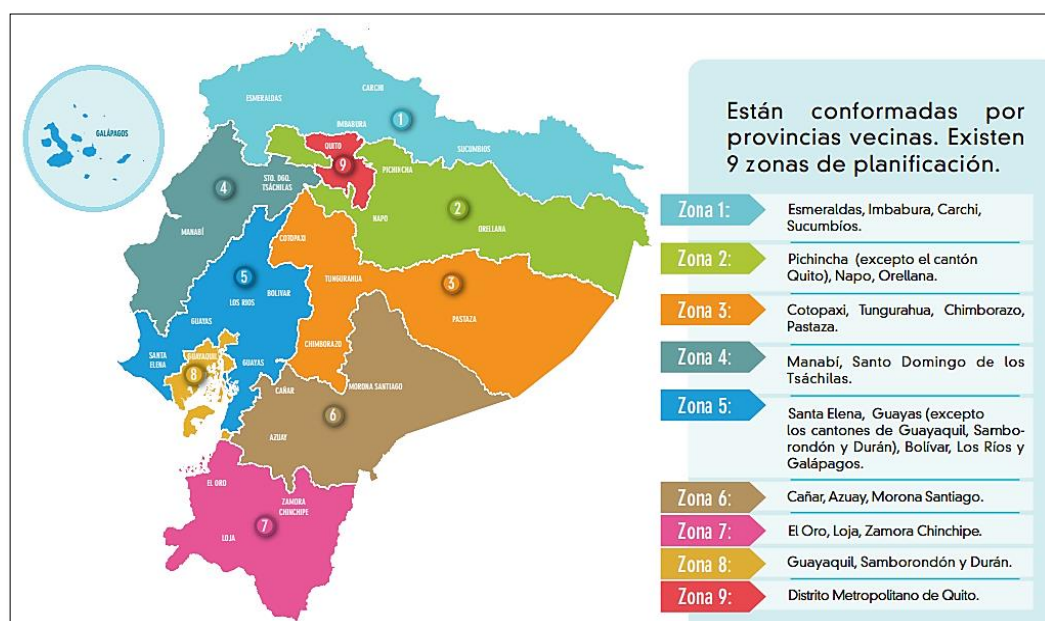 GALÁPAGOS
ESMERALDAS
CARCHI
IMBABURA
1
SUCUMBIOS
QUITO
9
PICHINCHA
STO. DGO.
TSÁCHILAS
4
MANABÍ
NAPO
2
ORELLANA
COTOPAXI
5
TUNGURAHUA
3
BOLIVAR
LOS RIOS
PASTAZA
GUAYAS
CHIMBORAZO
SANTA
ELENA
GUAYAQUIL
8
GUAYAS
MORONA SANTIAGO
CAÑAR
6
AZUAY
EL ORO
ZAMORA
CHINCHIPE
7
LOJA
Están conformadas por
provincias vecinas. Existen
9 zonas de planificación.
Zona 1:
Esmeraldas, Imbabura, Carchi,
Sucumbíos.
Zona 2:
Pichincha (excepto el cantón
Quito), Napo, Orellana.
Zona 3:
Cotopaxi, Tungurahua, Chimborazo,
Pastaza.
Zona 4:
Manabí, Santo Domingo de los
Tsáchilas.
Zona 5:
Santa Elena, Guayas (excepto
los cantones de Guayaquil, Sambo-
rondón y Durán), Bolívar, Los Ríos y
Galápagos.
Zona 6:
Cañar, Azuay, Morona Santiago.
Zona 7:
El Oro, Loja, Zamora Chinchipe.
Zona 8:
Guayaquil, Samborondón y Durán.
Zona 9:
Distrito Metropolitano de Quito.